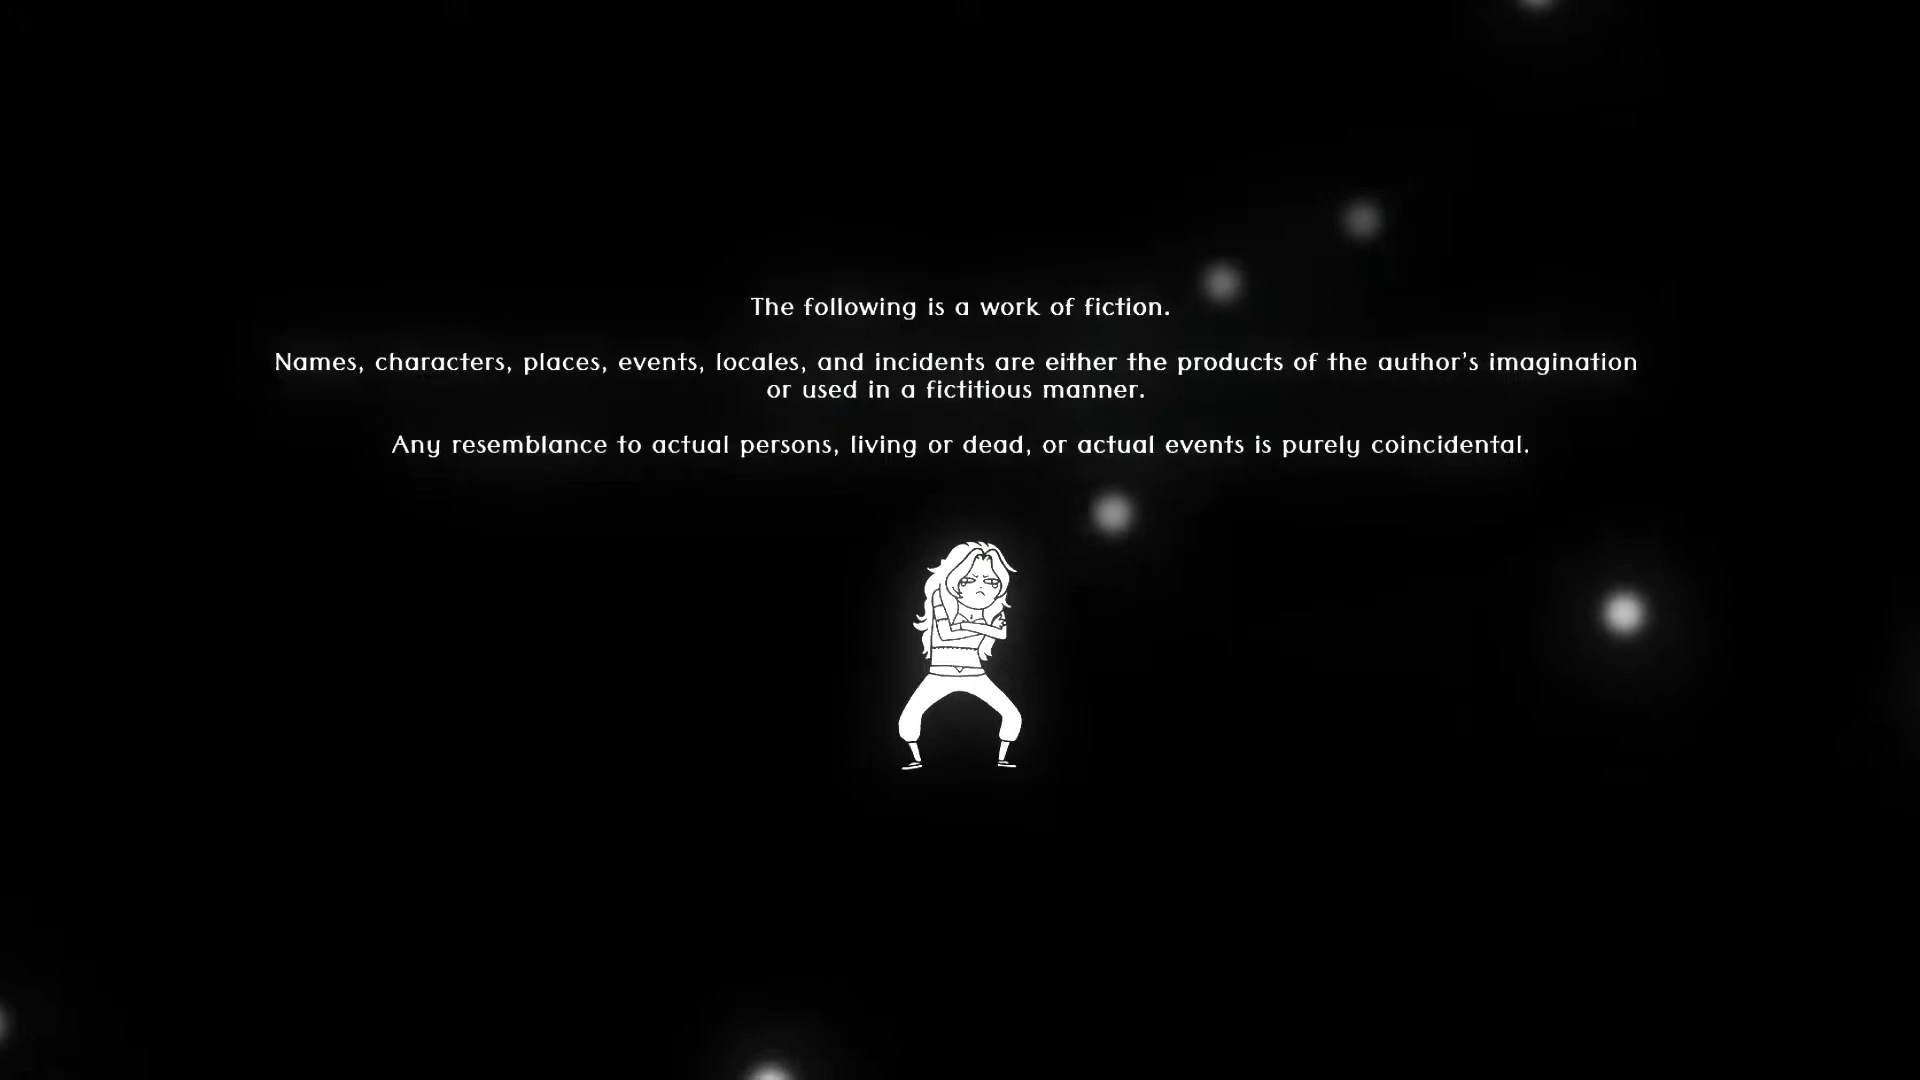 The following is a work of fiction.
Names, characters, places, events, locales, and incidents are either the products of the author’s imagination
or used in a fictitious manner.
Any resemblance to actual persons, living or dead, or actual events is purely coincidental.